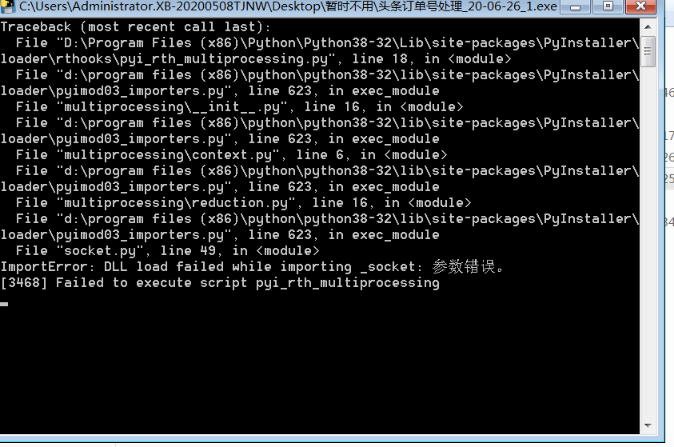 C:\Users\Administrator.XB-20200508TJNW\Desktop\暂时不用\头条订单号处理_20-06-26_1.exe
Traceback (most recent call last):
  File "D:\Program Files (x86)\Python\Python38-32\Lib\site-packages\PyInstaller\
loader\rthooks\pyi_rth_multiprocessing.py", line 18, in <module>
  File "d:\program files (x86)\python\python38-32\lib\site-packages\PyInstaller\
loader\pyimod03_importers.py", line 623, in exec_module
  File "multiprocessing\__init__.py", line 16, in <module>
  File "d:\program files (x86)\python\python38-32\lib\site-packages\PyInstaller\
loader\pyimod03_importers.py", line 623, in exec_module
  File "multiprocessing\context.py", line 6, in <module>
  File "d:\program files (x86)\python\python38-32\lib\site-packages\PyInstaller\
loader\pyimod03_importers.py", line 623, in exec_module
  File "multiprocessing\reduction.py", line 16, in <module>
  File "d:\program files (x86)\python\python38-32\lib\site-packages\PyInstaller\
loader\pyimod03_importers.py", line 623, in exec_module
  File "socket.py", line 49, in <module>
ImportError: DLL load failed while importing _socket: 参数错误。
[3468] Failed to execute script pyi_rth_multiprocessing